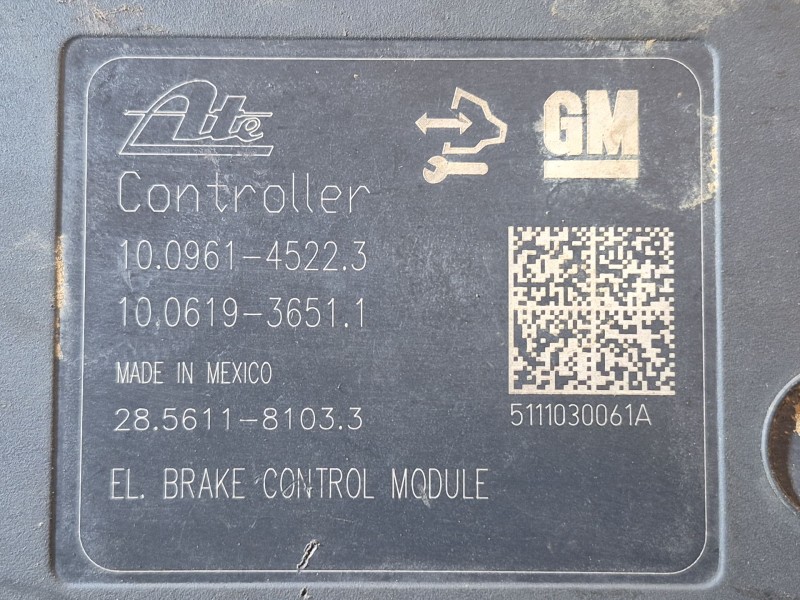 Ate
GM
Controller
10.0961-4522.3
10.0619-3651.1
MADE IN MEXICO
28.5611-8103.3
5111030061A
EL. BRAKE CONTROL MODULE